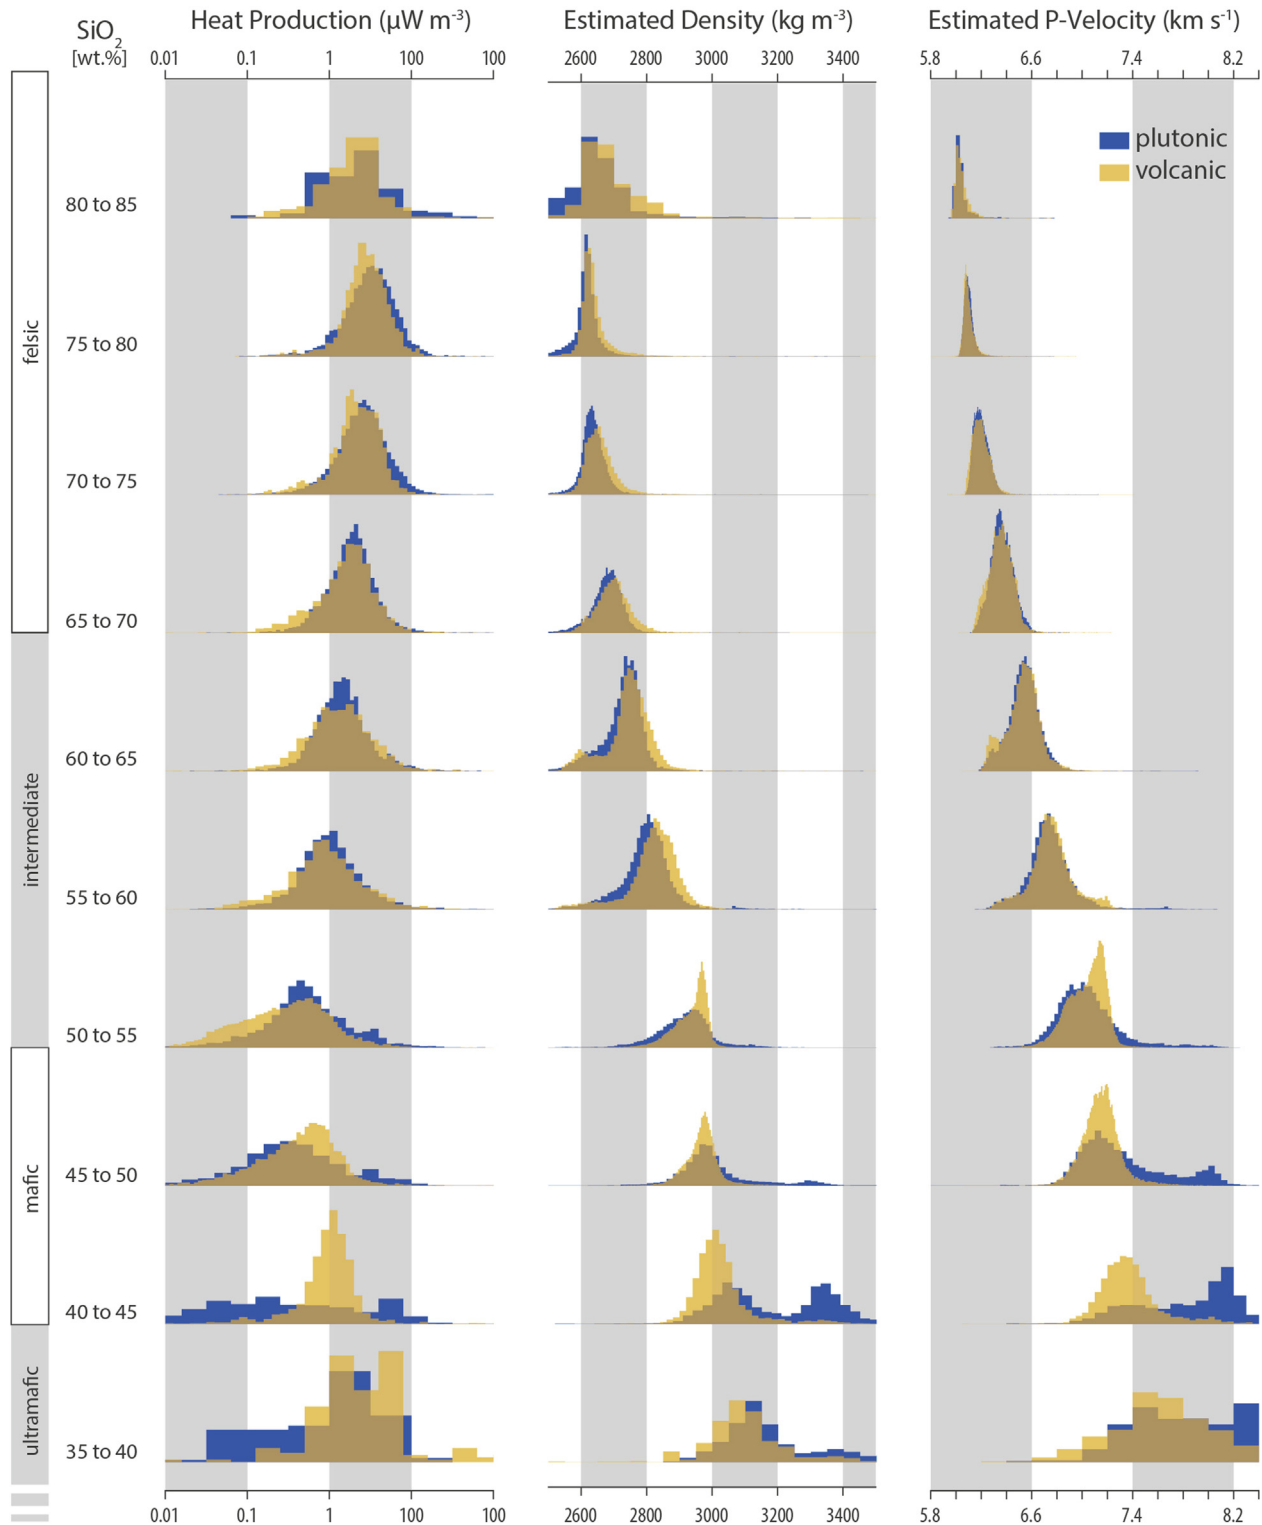 SiO2
[wt.%]
Heat Production (μW m-3)
Estimated Density (kg m-3)
Estimated P-Velocity (km s-1)
0.01 0.1 1 100 100
2600 2800 3000 3200 3400
5.8 6.6 7.4 8.2
plutonic
volcanic
felsic
80 to 85
75 to 80
70 to 75
65 to 70
intermediate
60 to 65
55 to 60
50 to 55
mafic
45 to 50
40 to 45
ultramafic
35 to 40
0.01 0.1 1 100 100
2600 2800 3000 3200 3400
5.8 6.6 7.4 8.2